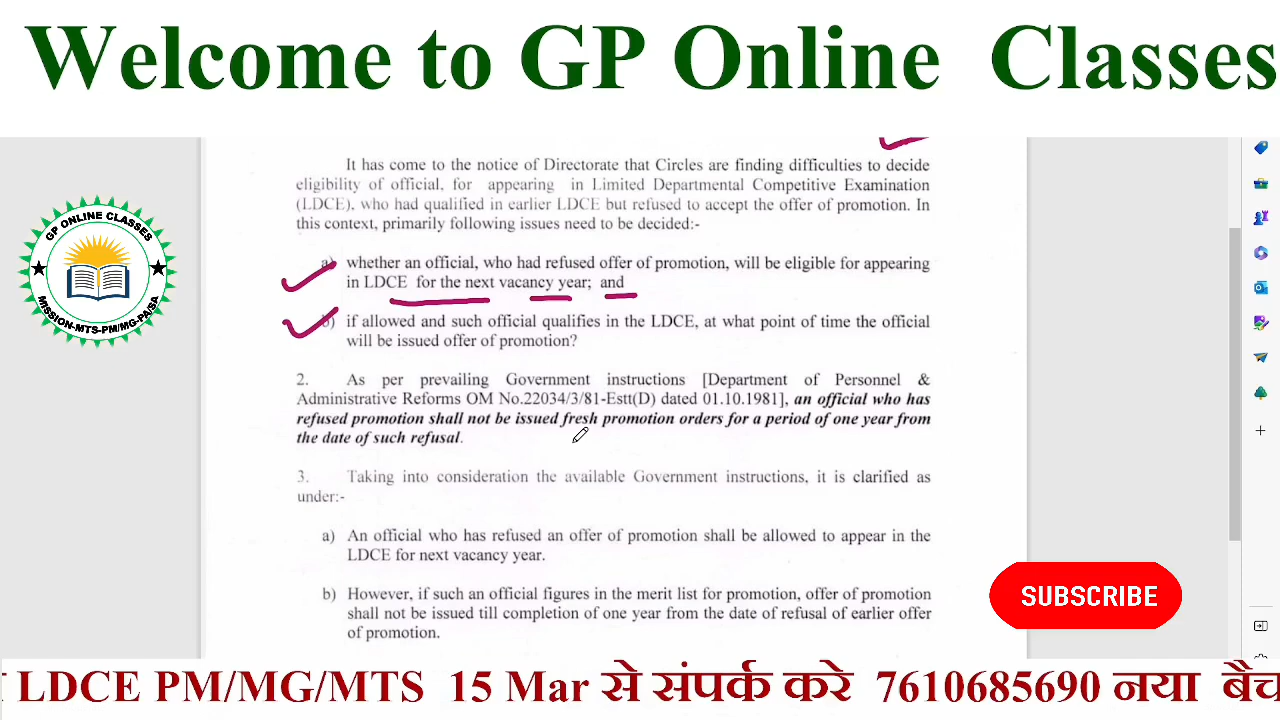 Welcome to GP Online Classes
GP ONLINE CLASSES
MISSION-MTS-PM/MG-PA/SA
It has come to the notice of Directorate that Circles are finding difficulties to decide
eligibility of official, for appearing in Limited Departmental Competitive Examination
(LDCE), who had qualified in earlier LDCE but refused to accept the offer of promotion. In
this context, primarily following issues need to be decided:-
a) whether an official, who had refused offer of promotion, will be eligible for appearing
in LDCE for the next vacancy year; and
b) if allowed and such official qualifies in the LDCE, at what point of time the official
will be issued offer of promotion?
2. As per prevailing Government instructions [Department of Personnel &
Administrative Reforms OM No.22034/3/81-Estt(D) dated 01.10.1981], an official who has
refused promotion shall not be issued fresh promotion orders for a period of one year from
the date of such refusal.
3. Taking into consideration the available Government instructions, it is clarified as
under:-
a) An official who has refused an offer of promotion shall be allowed to appear in the
LDCE for next vacancy year.
b) However, if such an official figures in the merit list for promotion, offer of promotion
shall not be issued till completion of one year from the date of refusal of earlier offer
of promotion.
SUBSCRIBE
LDCE PM/MG/MTS 15 Mar से संपर्क करे 7610685690 नया बैच